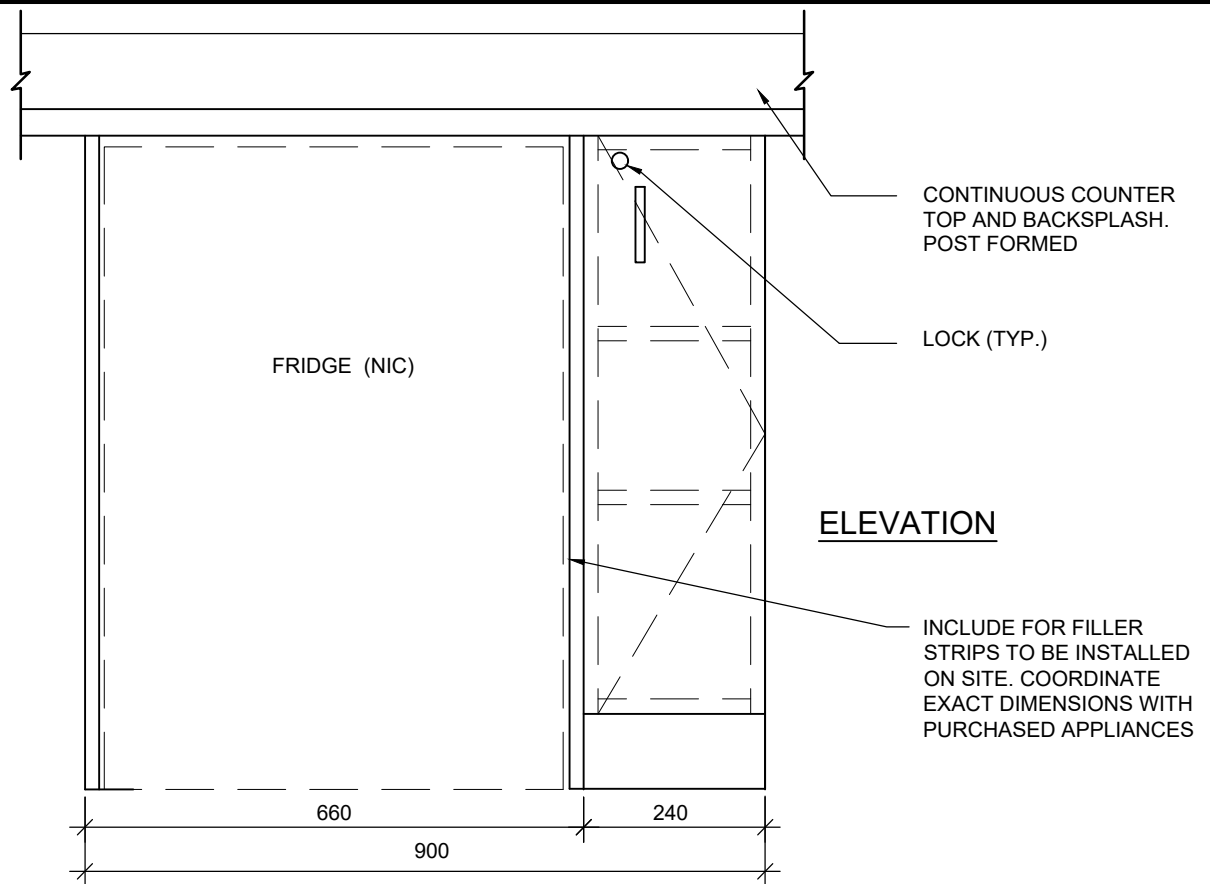 CONTINUOUS COUNTER
TOP AND BACKSPLASH.
POST FORMED
LOCK (TYP.)
FRIDGE (NIC)
ELEVATION
INCLUDE FOR FILLER
STRIPS TO BE INSTALLED
ON SITE. COORDINATE
EXACT DIMENSIONS WITH
PURCHASED APPLIANCES
660
240
900